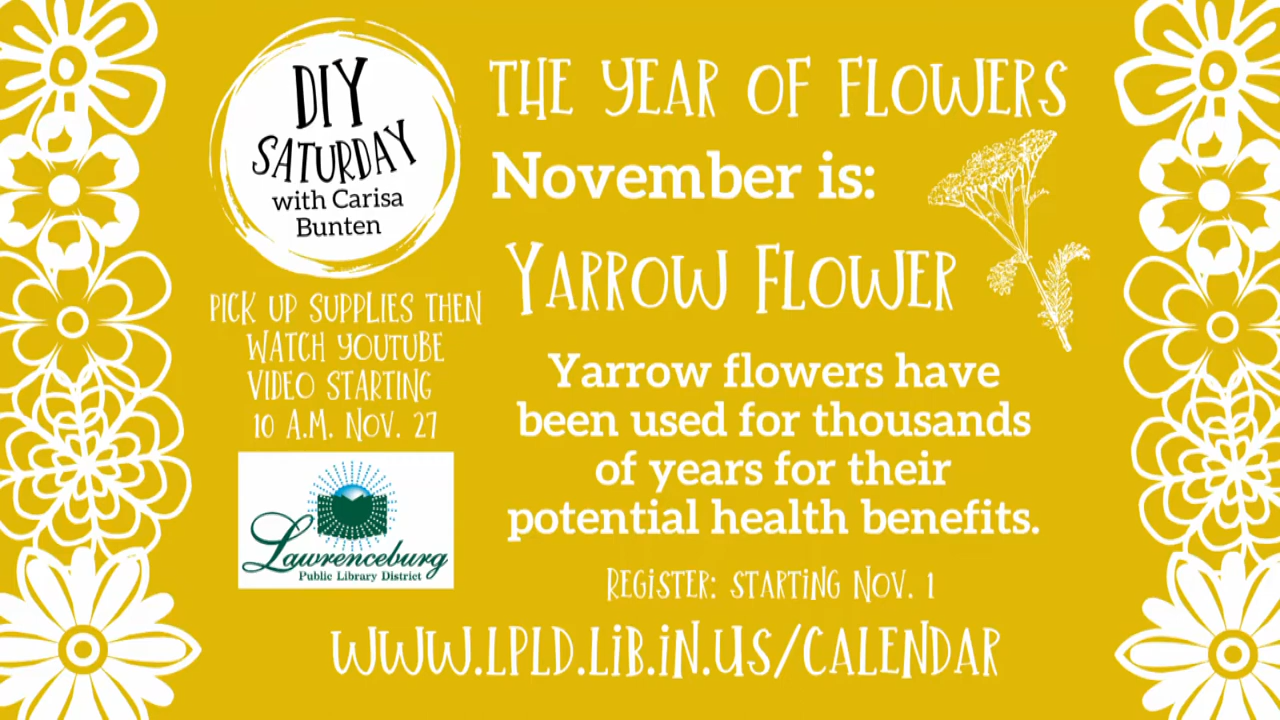 DIY
SATURDAY
with Carisa
Bunten
PICK UP SUPPLIES THEN
WATCH YOUTUBE
VIDEO STARTING
10 A.M. NOV. 27
Lawrenceburg
Public Library District
THE YEAR OF FLOWERS
November is:
YARROW FLOWER
Yarrow flowers have
been used for thousands
of years for their
potential health benefits.
REGISTER: STARTING NOV. 1
WWW.LPLD.LiB.iN.US/CALENDAR